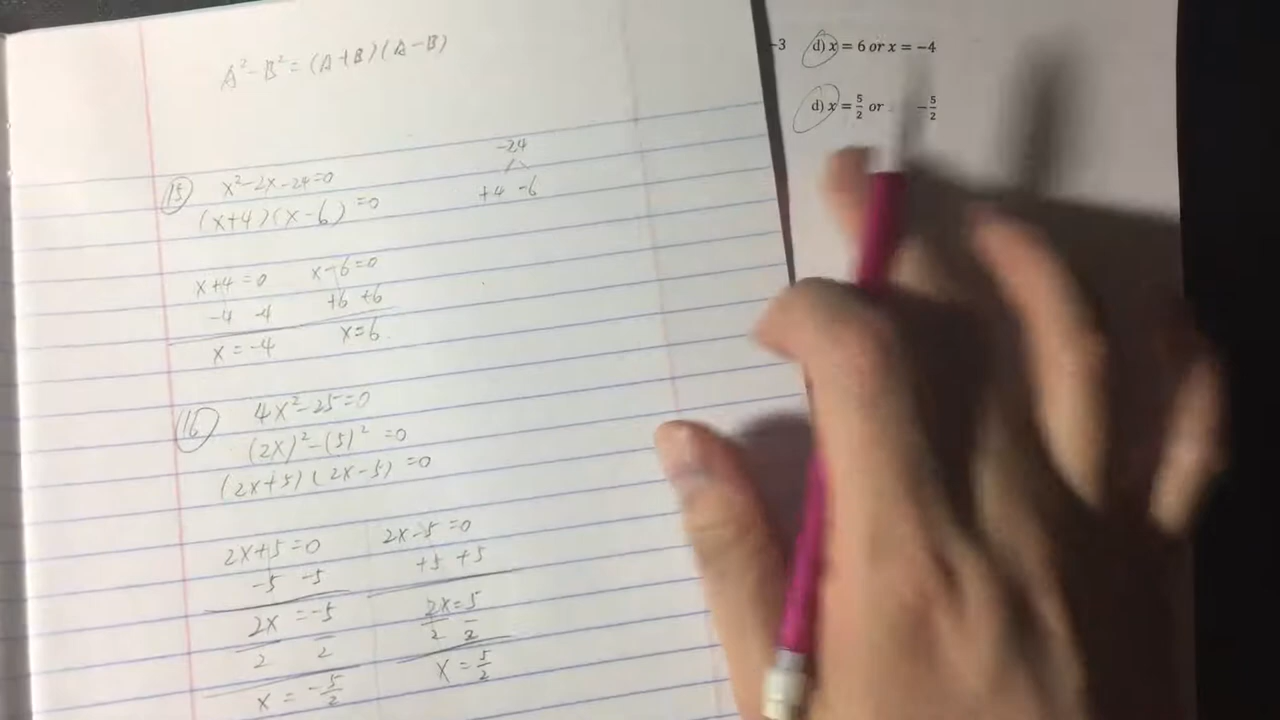 A² - B² = (A+B)(A-B)
-24
+4 -6
15 x² - 2x - 24 = 0
(x+4)(x-6) = 0
x+4 = 0 x-6 = 0
-4 -4 +6 +6
x = -4 x = 6
16 4x² - 25 = 0
(2x)² - (5)² = 0
(2x+5)(2x-5) = 0
2x+5 = 0 2x-5 = 0
-5 -5 +5 +5
2x = -5 2x = 5
2 2 2 2
x = -5/2 x = 5/2
-3 d) x = 6 or x = -4
d) x = 5/2 or -5/2